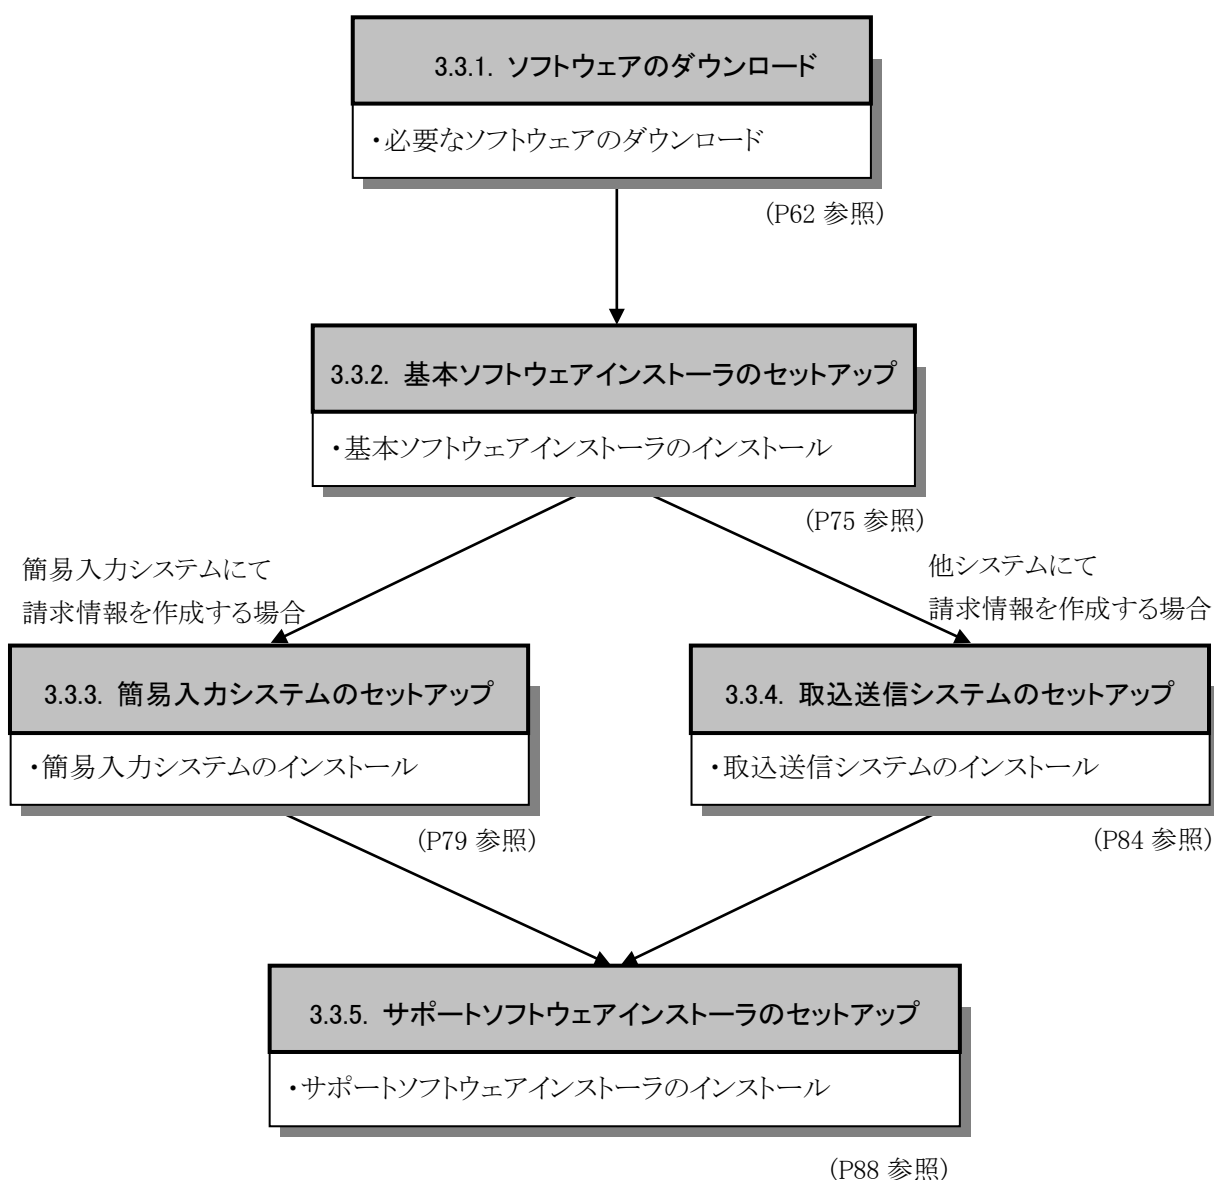 3.3.1. ソフトウェアのダウンロード
・必要なソフトウェアのダウンロード
(P62 参照)
3.3.2. 基本ソフトウェアインストーラのセットアップ
・基本ソフトウェアインストーラのインストール
(P75 参照)
簡易入力システムにて
請求情報を作成する場合
他システムにて
請求情報を作成する場合
3.3.3. 簡易入力システムのセットアップ
・簡易入力システムのインストール
(P79 参照)
3.3.4. 取込送信システムのセットアップ
・取込送信システムのインストール
(P84 参照)
3.3.5. サポートソフトウェアインストーラのセットアップ
・サポートソフトウェアインストーラのインストール
(P88 参照)